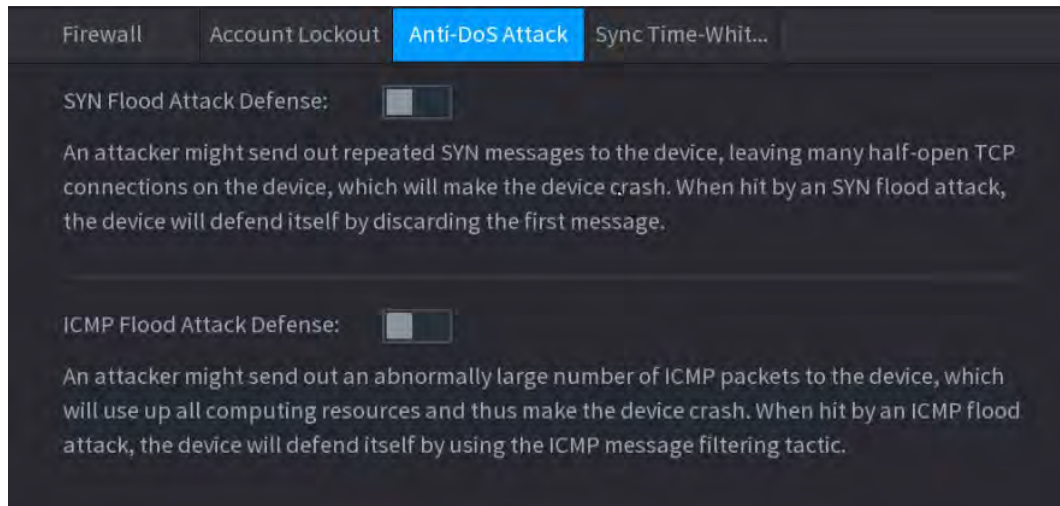 Firewall Account Lockout Anti-DoS Attack Sync Time-Whit...
SYN Flood Attack Defense:
An attacker might send out repeated SYN messages to the device, leaving many half-open TCP
connections on the device, which will make the device crash. When hit by an SYN flood attack,
the device will defend itself by discarding the first message.
ICMP Flood Attack Defense:
An attacker might send out an abnormally large number of ICMP packets to the device, which
will use up all computing resources and thus make the device crash. When hit by an ICMP flood
attack, the device will defend itself by using the ICMP message filtering tactic.